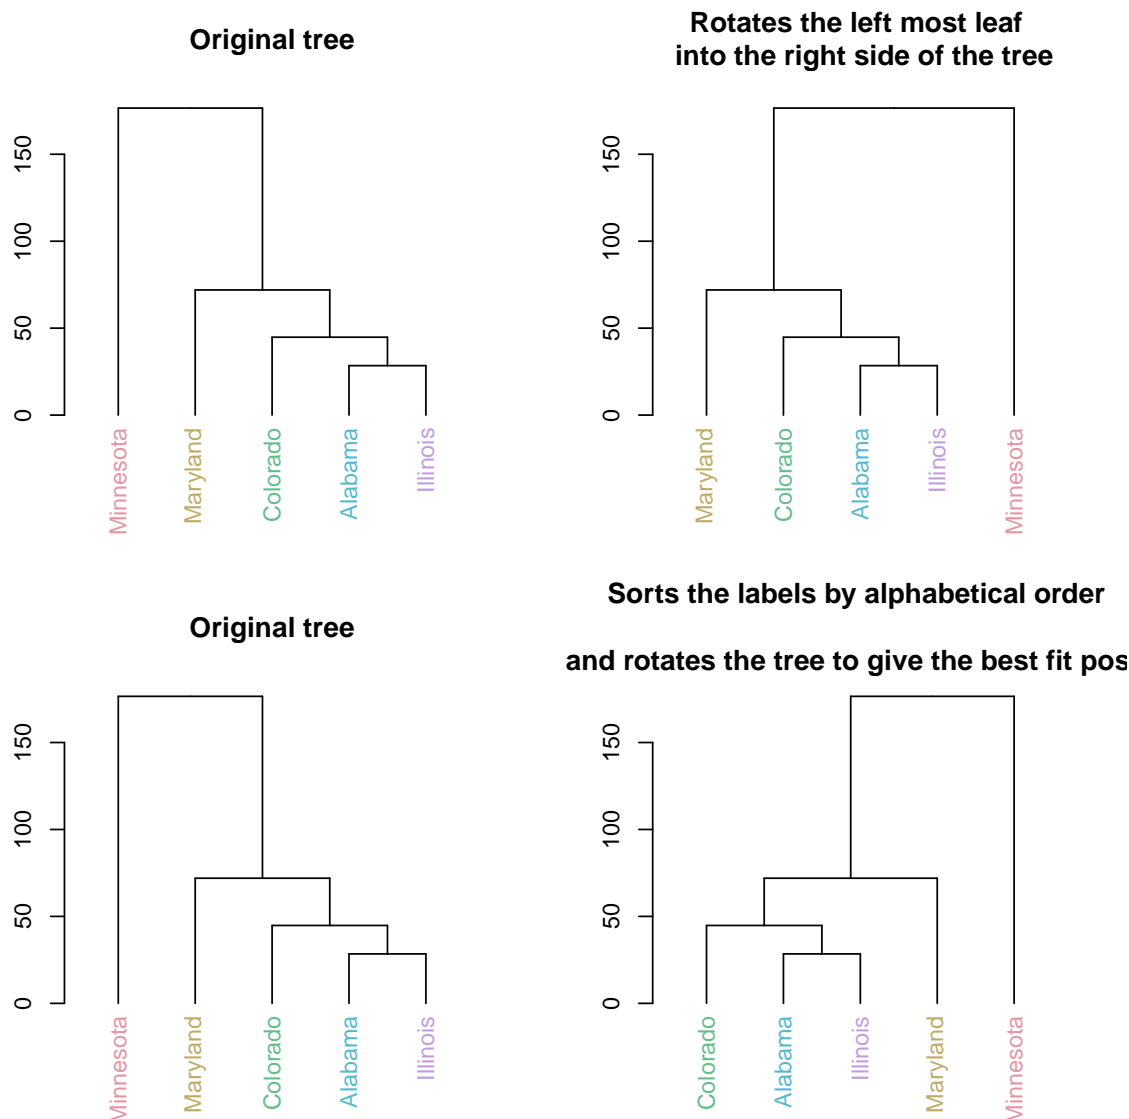 Original tree
Rotates the left most leaf
into the right side of the tree
150
100
50
0
Minnesota
Maryland
Colorado
Alabama
Illinois
150
100
50
0
Maryland
Colorado
Alabama
Illinois
Minnesota
Original tree
Sorts the labels by alphabetical order
and rotates the tree to give the best fit pos
150
100
50
0
Minnesota
Maryland
Colorado
Alabama
Illinois
150
100
50
0
Colorado
Alabama
Illinois
Maryland
Minnesota